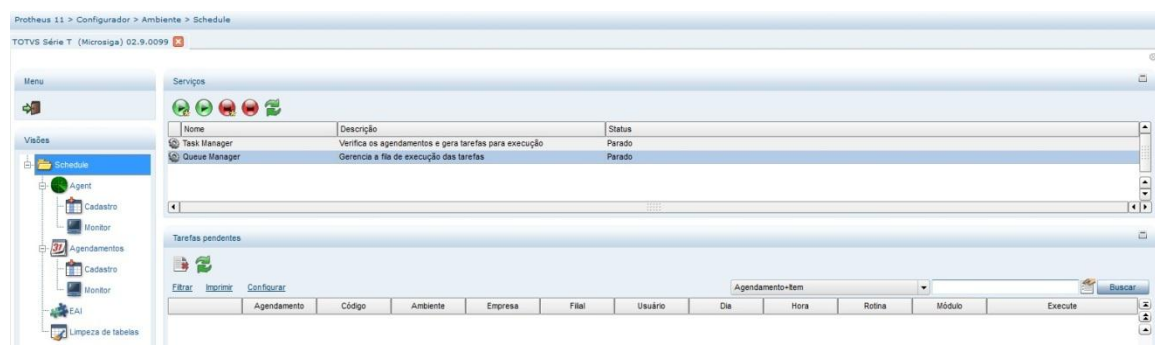 Protheus 11 > Configurador > Ambiente > Schedule
TOTVS Série T (Microsiga) 02.9.0099
Menu
Visões
Schedule
Agent
Cadastro
Monitor
Agendamentos
Cadastro
Monitor
EAI
Limpeza de tabelas
Serviços
Nome Descrição Status
Task Manager Verifica os agendamentos e gera tarefas para execução Parado
Queue Manager Gerencia a fila de execução das tarefas Parado
Tarefas pendentes
Filtrar Imprimir Configurar Agendamento+Item Buscar
Agendamento Código Ambiente Empresa Filial Usuário Dia Hora Rotina Módulo Execute